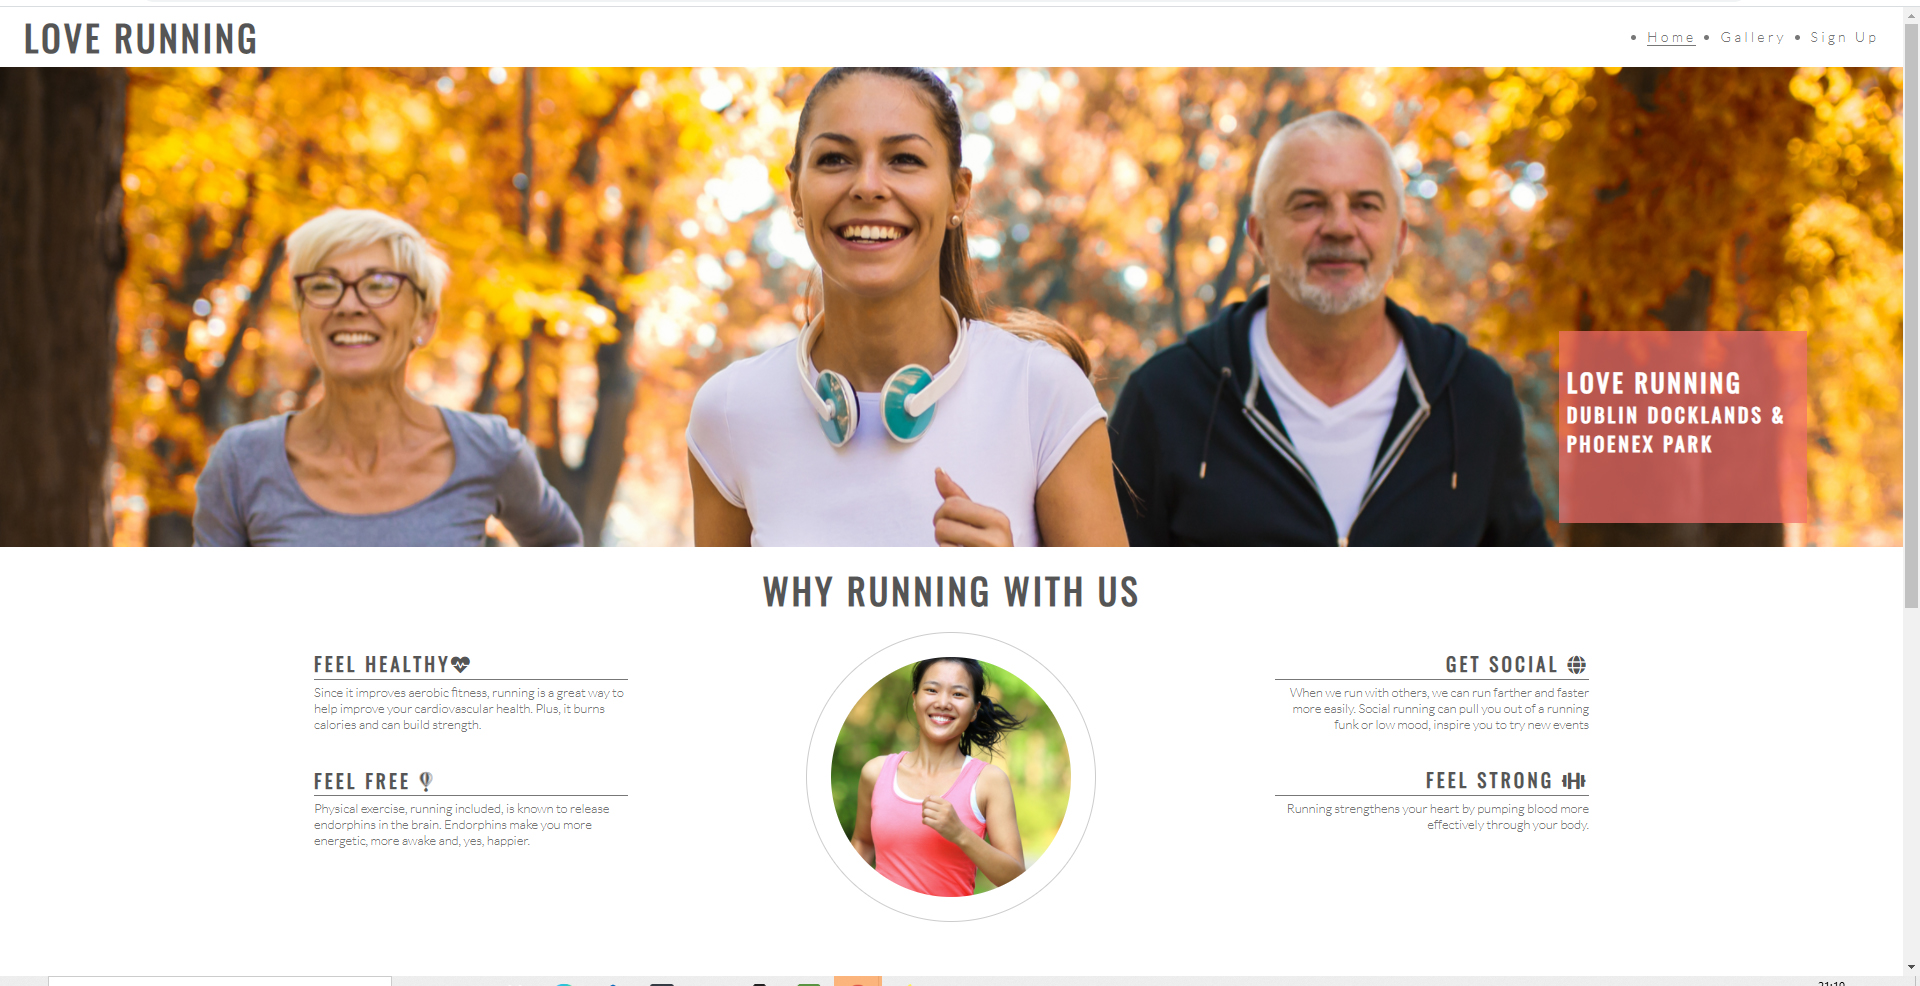 LOVE RUNNING
Home
Gallery
Sign Up
LOVE RUNNING
DUBLIN DOCKLANDS &
PHOENEX PARK
WHY RUNNING WITH US
FEEL HEALTHY
Since it improves aerobic fitness, running is a great way to
help improve your cardiovascular health. Plus, it burns
calories and can build strength.
FEEL FREE
Physical exercise, running included, is known to release
endorphins in the brain. Endorphins make you more
energetic, more awake and, yes, happier.
GET SOCIAL
When we run with others, we can run farther and faster
more easily. Social running can pull you out of a running
funk or low mood, inspire you to try new events
FEEL STRONG
Running strengthens your heart by pumping blood more
effectively through your body.